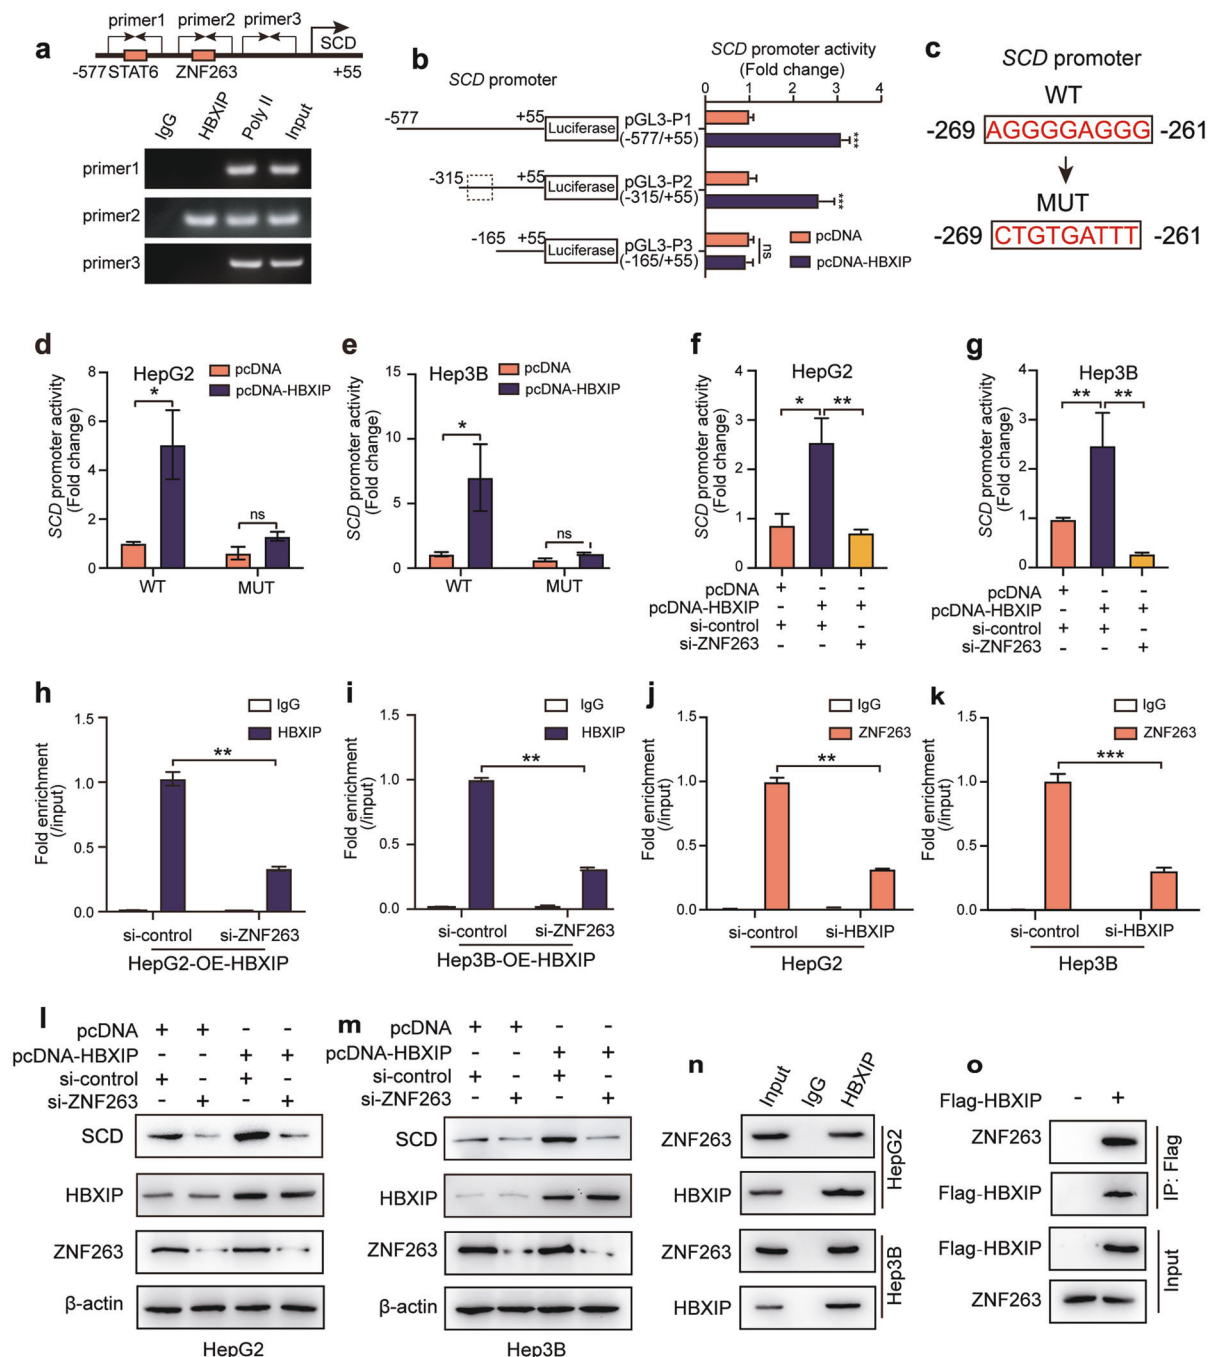 a
primer1 primer2 primer3
SCD
-577 STAT6 ZNF263 +55
IgG HBXIP Poly II Input
primer1
primer2
primer3
b
SCD promoter
SCD promoter activity
(Fold change)
0 1 2 3 4
-577 +55 Luciferase pGL3-P1
(-577/+55)
***
-315 +55 Luciferase pGL3-P2
(-315/+55)
***
-165 +55 Luciferase pGL3-P3
(-165/+55)
ns
pcDNA
pcDNA-HBXIP
c
SCD promoter
WT
-269 AGGGGAGGG -261
MUT
-269 CTGTGATTT -261
d
HepG2
pcDNA
pcDNA-HBXIP
SCD promoter activity
(Fold change)
8
6
4
2
0
*
ns
WT MUT
e
Hep3B
pcDNA
pcDNA-HBXIP
SCD promoter activity
(Fold change)
15
10
5
0
*
ns
WT MUT
f
HepG2
SCD promoter activity
(Fold change)
4
3
2
1
0
* **
pcDNA + - -
pcDNA-HBXIP - + +
si-control + + -
si-ZNF263 - - +
g
Hep3B
SCD promoter activity
(Fold change)
4
3
2
1
0
** **
pcDNA + - -
pcDNA-HBXIP - + +
si-control + + -
si-ZNF263 - - +
h
IgG
HBXIP
Fold enrichment
(/input)
1.5
1.0
0.5
0.0
**
si-control si-ZNF263
HepG2-OE-HBXIP
i
IgG
HBXIP
Fold enrichment
(/input)
1.5
1.0
0.5
0.0
**
si-control si-ZNF263
Hep3B-OE-HBXIP
j
IgG
ZNF263
Fold enrichment
(/input)
1.5
1.0
0.5
0.0
**
si-control si-HBXIP
HepG2
k
IgG
ZNF263
Fold enrichment
(/input)
1.5
1.0
0.5
0.0
***
si-control si-HBXIP
Hep3B
l
pcDNA + + - -
pcDNA-HBXIP - - + +
si-control + - + -
si-ZNF263 - + - +
SCD
HBXIP
ZNF263
β-actin
HepG2
m
pcDNA + + - -
pcDNA-HBXIP - - + +
si-control + - + -
si-ZNF263 - + - +
SCD
HBXIP
ZNF263
β-actin
Hep3B
n
Input IgG HBXIP
ZNF263
HBXIP
HepG2
ZNF263
HBXIP
Hep3B
o
Flag-HBXIP - +
ZNF263
Flag-HBXIP
IP: Flag
Flag-HBXIP
ZNF263
Input